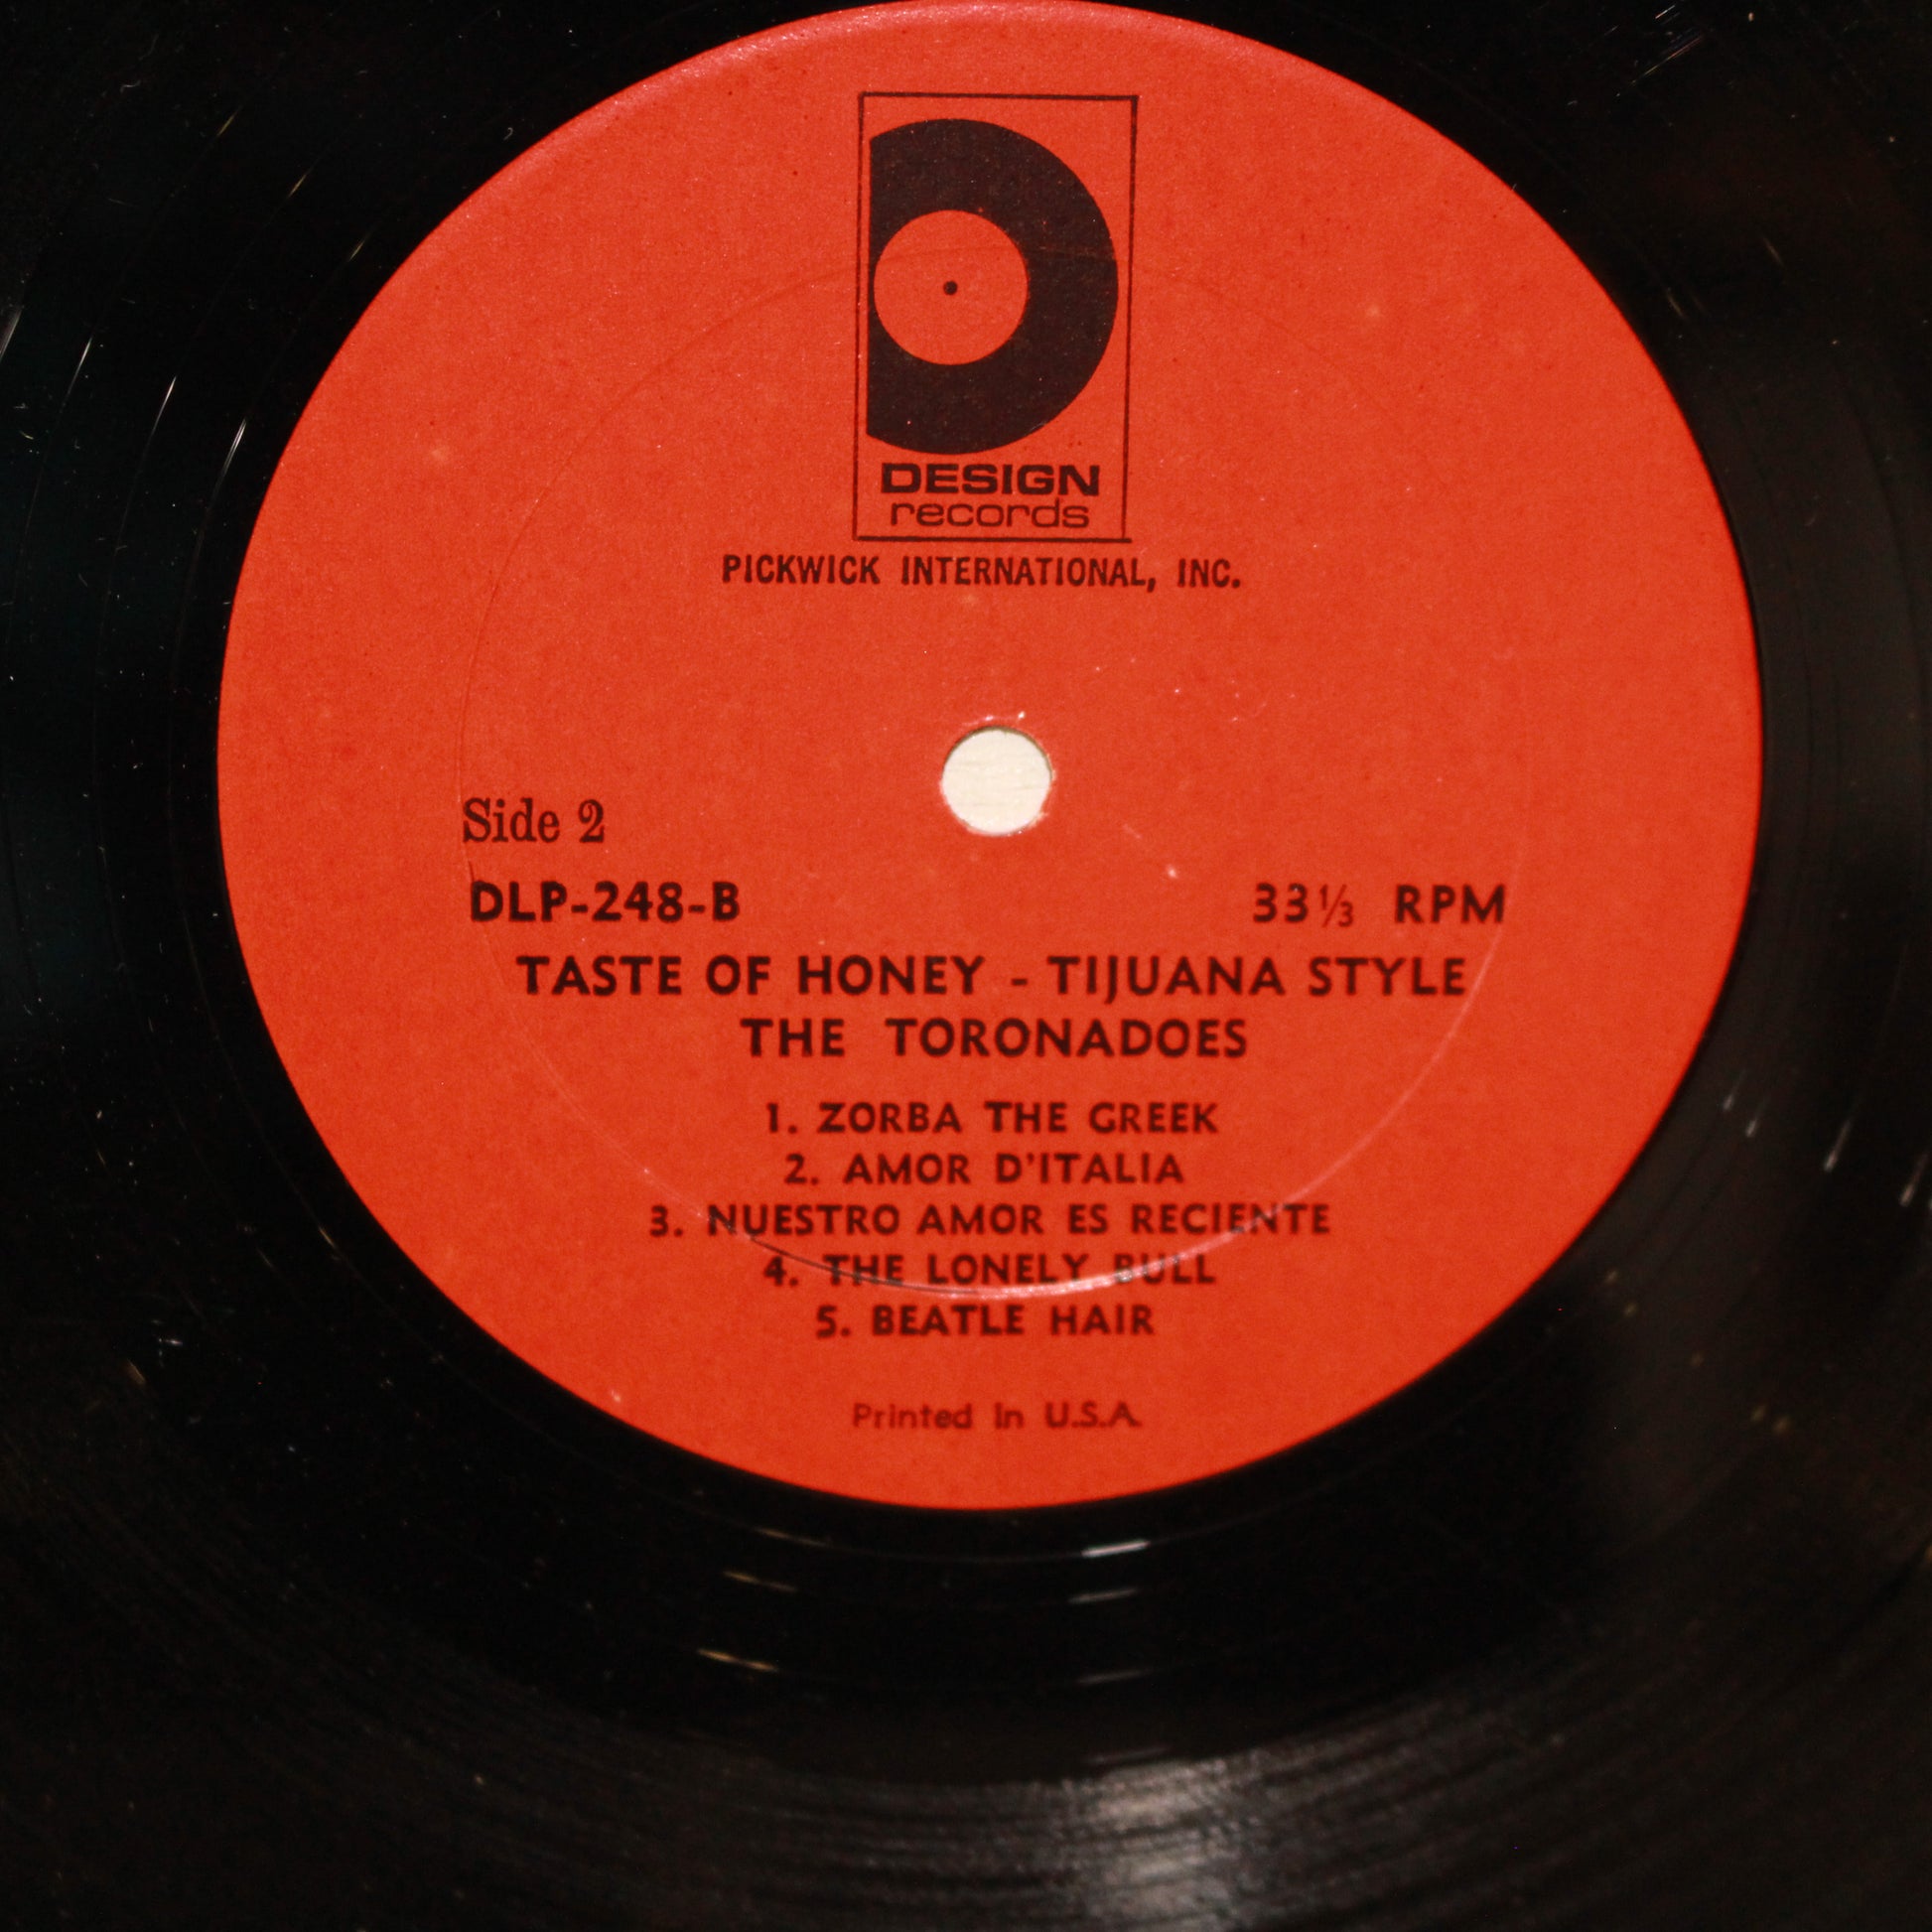 DESIGN
records
PICKWICK INTERNATIONAL, INC.
Side 2
DLP-248-B 33⅓ RPM
TASTE OF HONEY - TIJUANA STYLE
THE TORONADOES
1. ZORBA THE GREEK
2. AMOR D'ITALIA
3. NUESTRO AMOR ES RECIENTE
4. THE LONELY BULL
5. BEATLE HAIR
Printed In U.S.A.